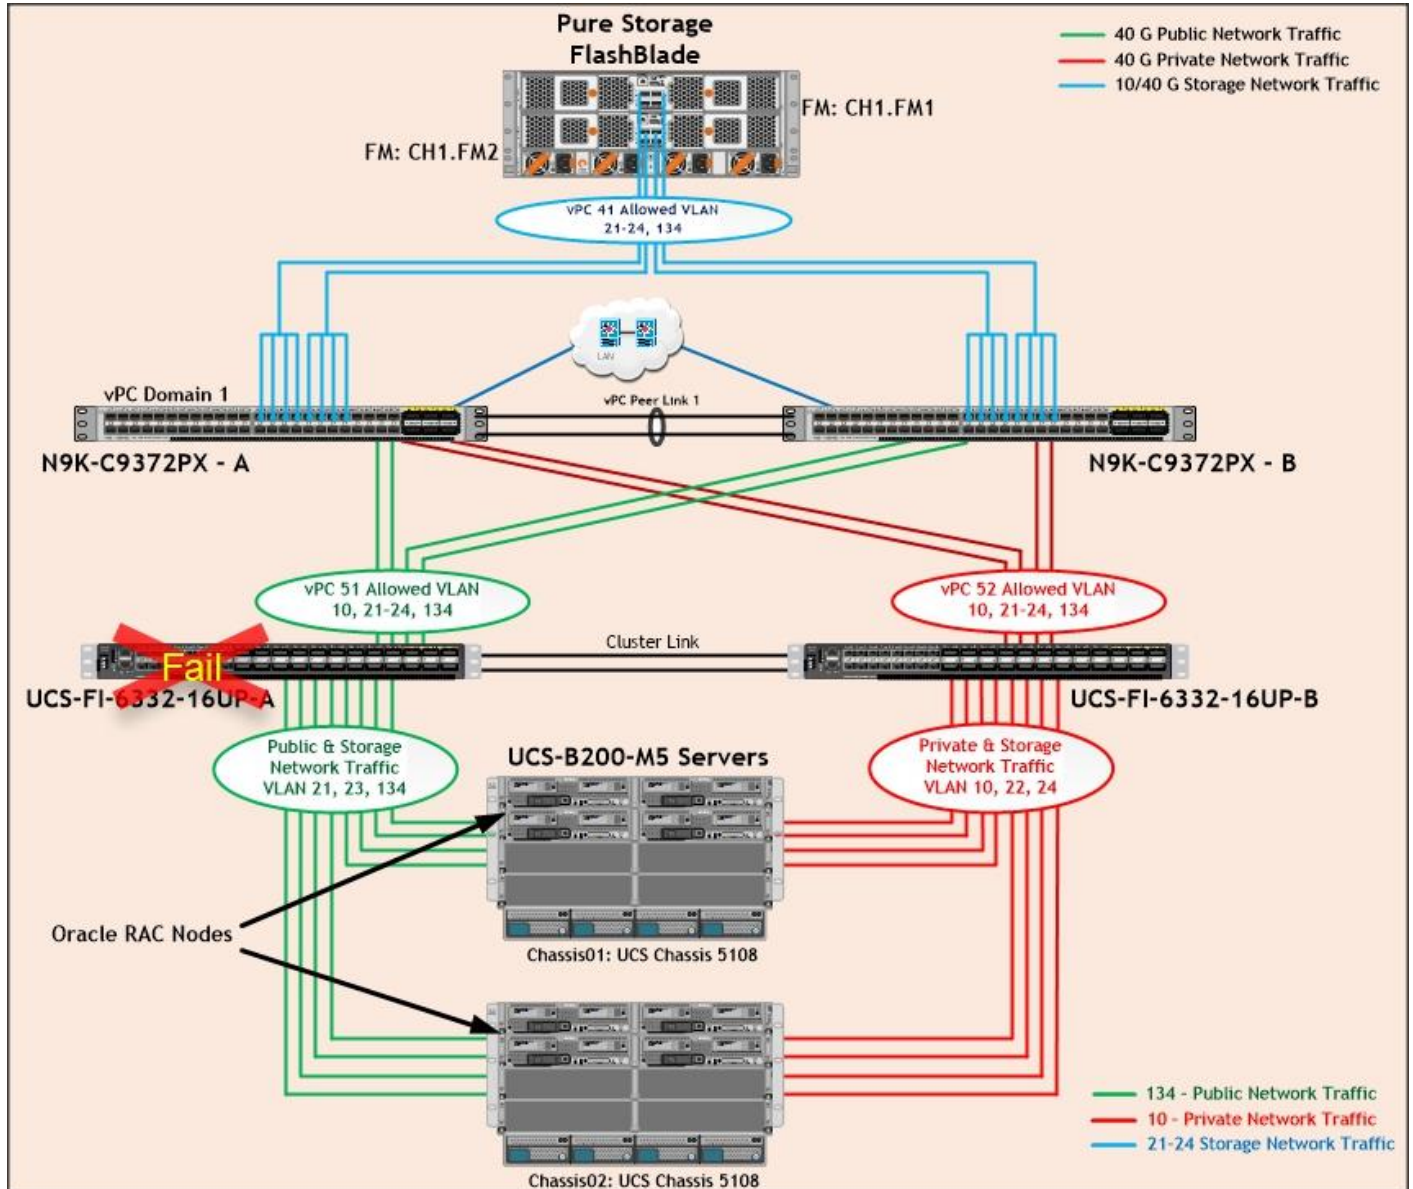 Pure Storage
FlashBlade
40 G Public Network Traffic
40 G Private Network Traffic
10/40 G Storage Network Traffic
FM: CH1.FM1
FM: CH1.FM2
vPC 41 Allowed VLAN
21-24, 134
LAN
vPC Domain 1
vPC Peer Link 1
N9K-C9372PX - A
N9K-C9372PX - B
vPC 51 Allowed VLAN
10, 21-24, 134
vPC 52 Allowed VLAN
10, 21-24, 134
Cluster Link
Fail
UCS-FI-6332-16UP-A
UCS-FI-6332-16UP-B
Public & Storage
Network Traffic
VLAN 21, 23, 134
UCS-B200-M5 Servers
Private & Storage
Network Traffic
VLAN 10, 22, 24
Oracle RAC Nodes
Chassis01: UCS Chassis 5108
134 - Public Network Traffic
10 - Private Network Traffic
21-24 Storage Network Traffic
Chassis02: UCS Chassis 5108